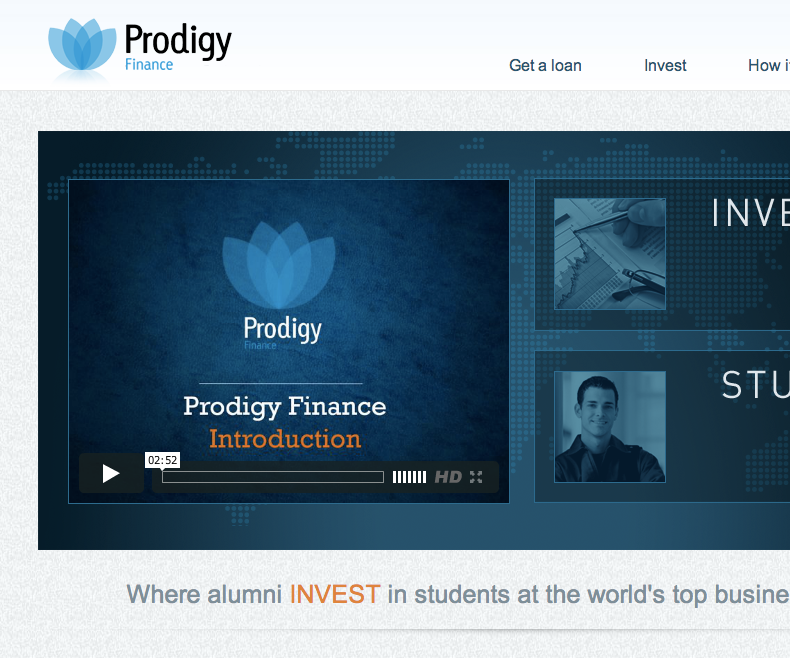 Prodigy
Finance
Get a loan
Invest
How i
INVE
Prodigy
Finance
Prodigy Finance
Introduction
02:52
HD
STU
Where alumni INVEST in students at the world's top busine